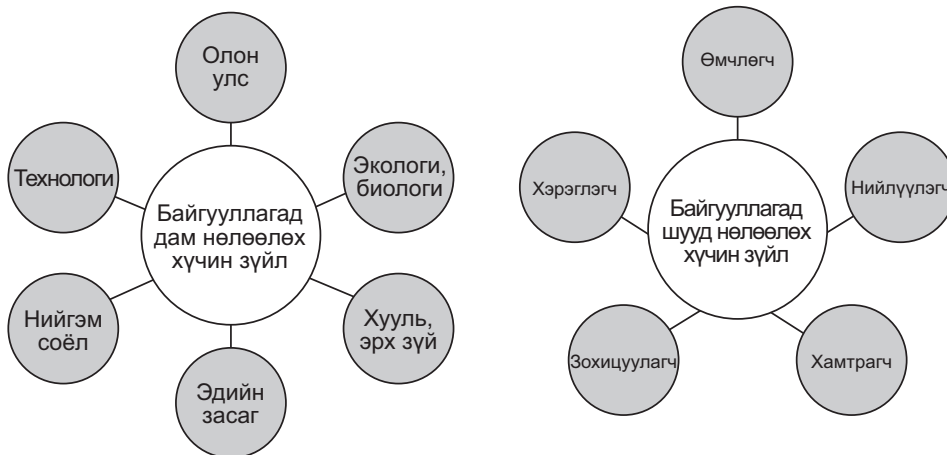 Олон
улс
Экологи,
биологи
Хууль,
эрх зүй
Эдийн
засаг
Нийгэм
соёл
Технологи
Байгууллагад
дам нөлөөлөх
хүчин зүйл
Өмчлөгч
Нийлүүлэгч
Хамтрагч
Зохицуулагч
Хэрэглэгч
Байгууллагад
шууд нөлөөлөх
хүчин зүйл